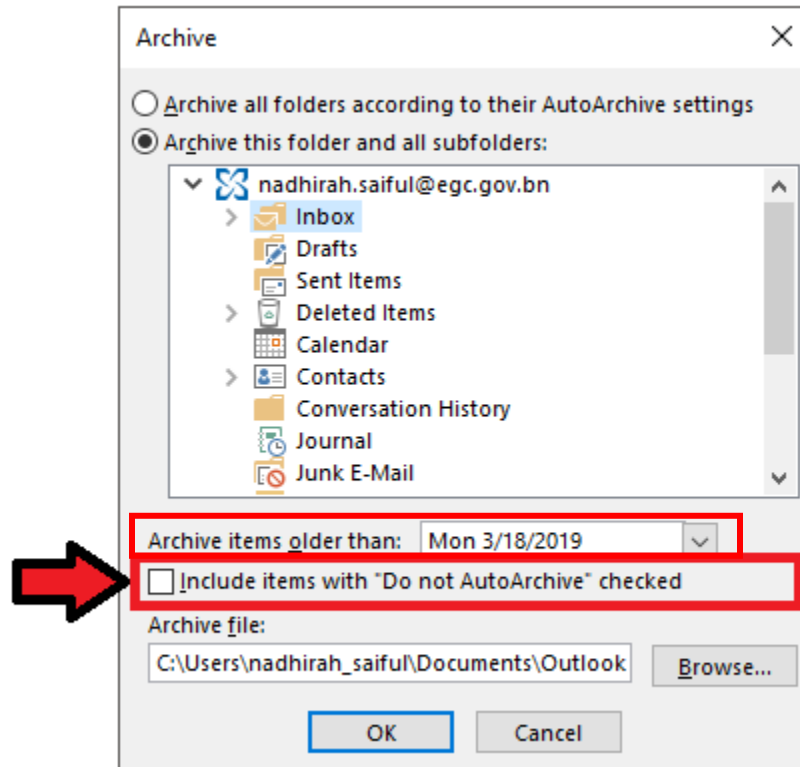 Archive
Archive all folders according to their AutoArchive settings
Archive this folder and all subfolders:
nadhirah.saiful@egc.gov.bn
Inbox
Drafts
Sent Items
Deleted Items
Calendar
Contacts
Conversation History
Journal
Junk E-Mail
Archive items older than: Mon 3/18/2019
Include items with "Do not AutoArchive" checked
Archive file:
C:\Users\nadhirah_saiful\Documents\Outlook Browse...
OK Cancel